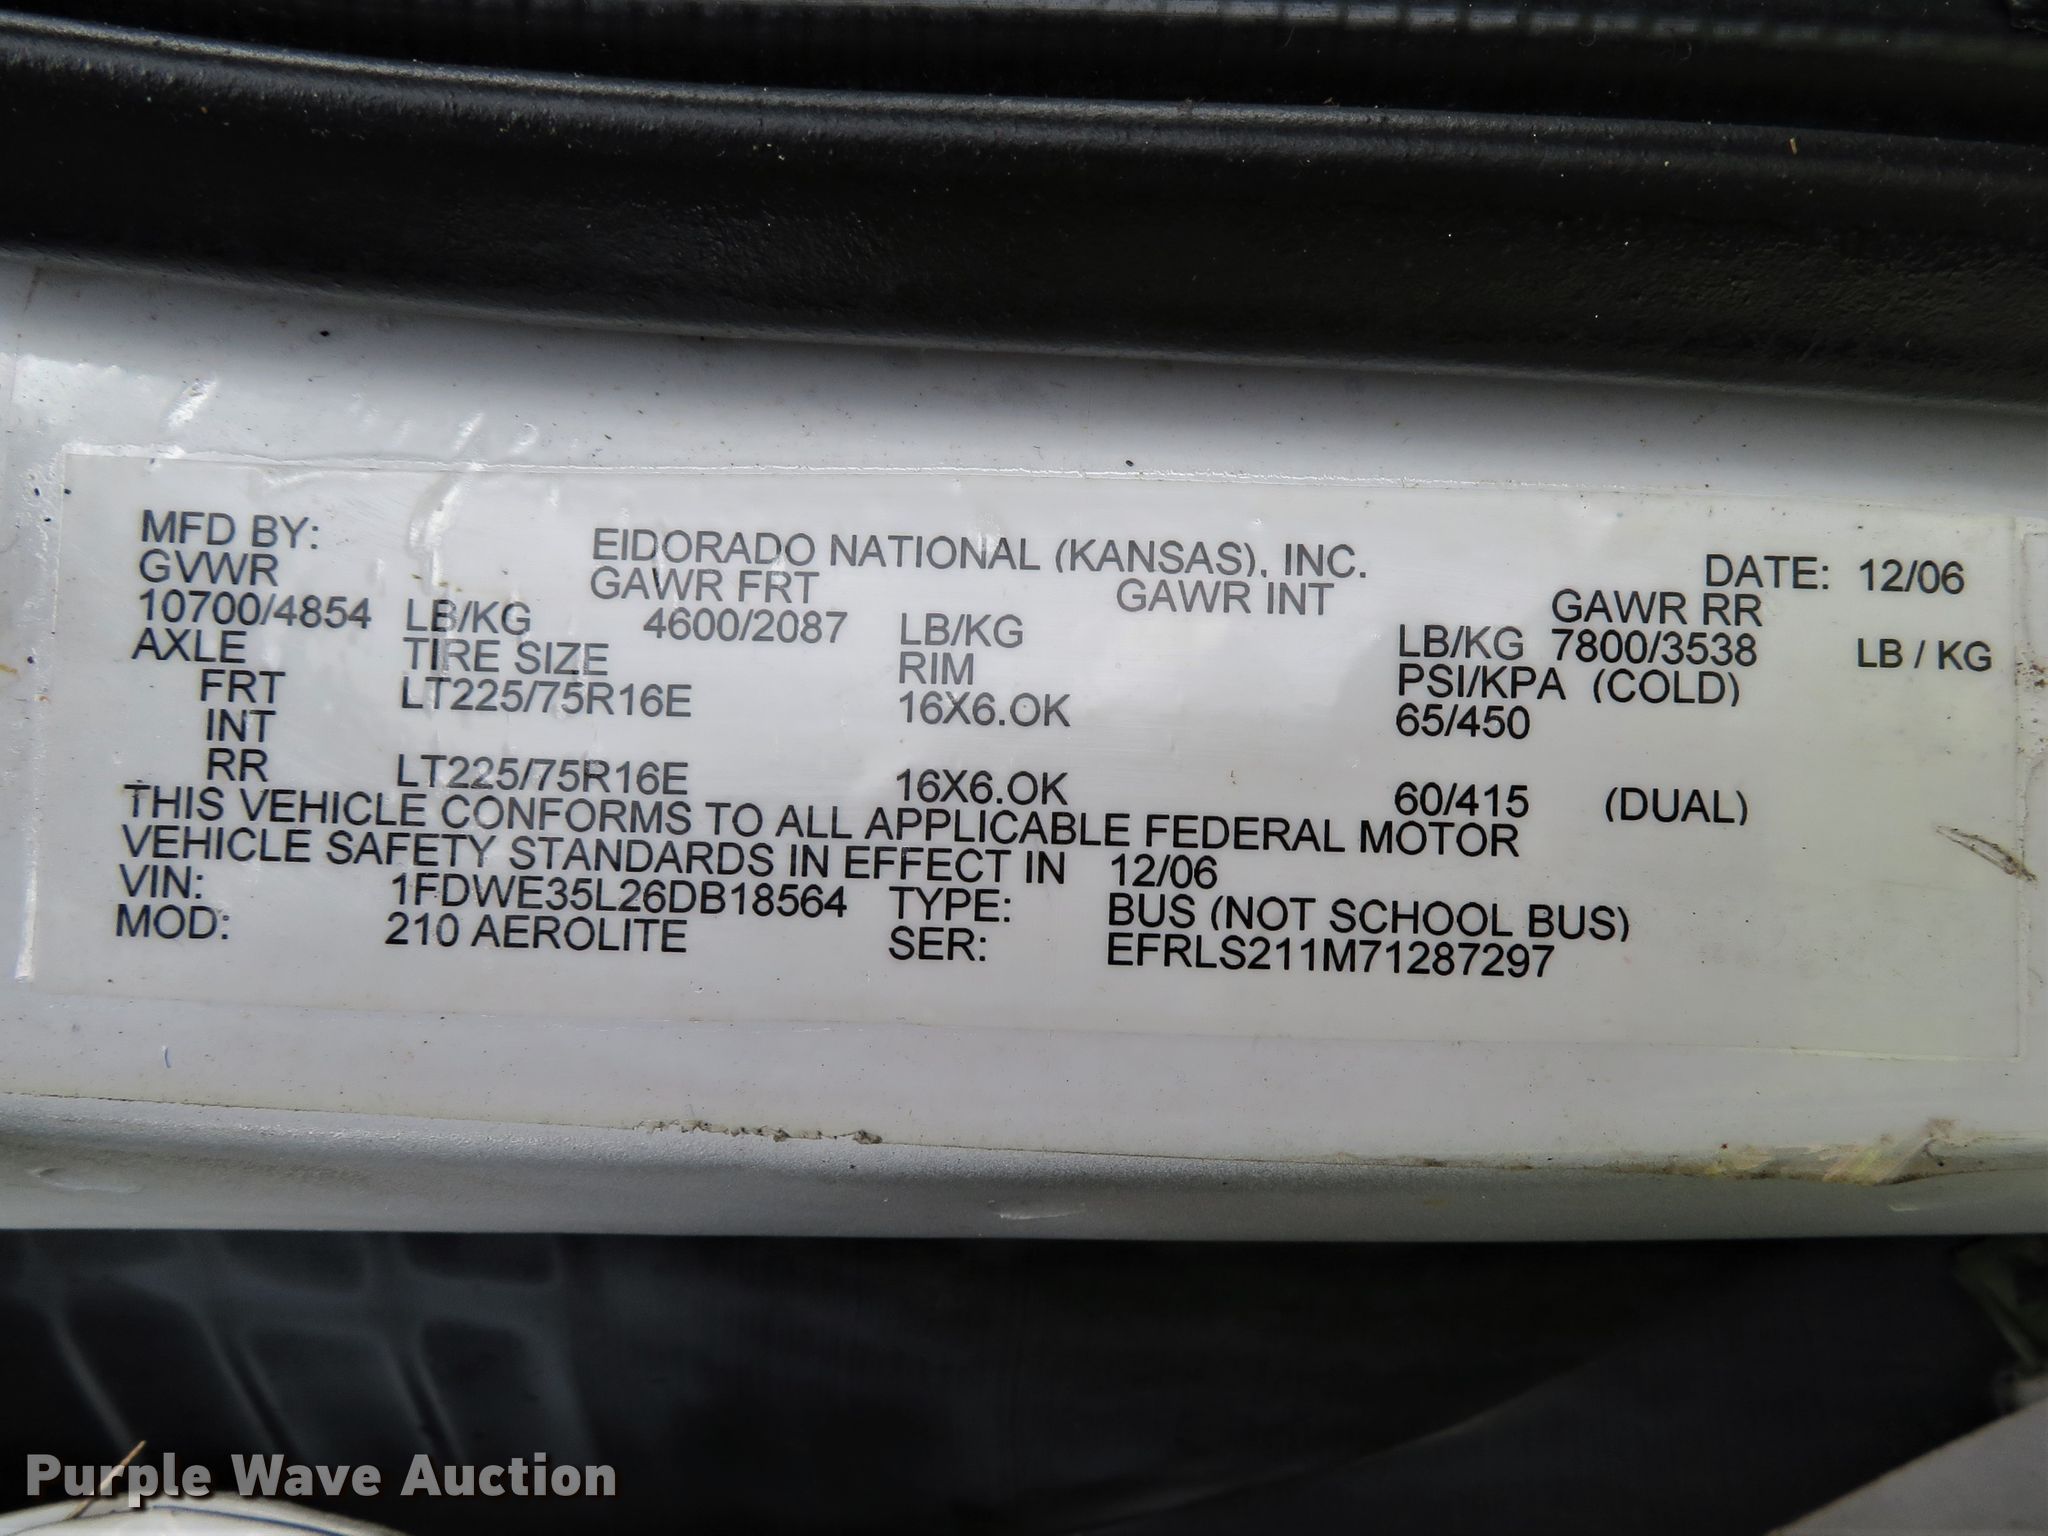 MFD BY: EIDORADO NATIONAL (KANSAS), INC. DATE: 12/06
GVWR GAWR FRT GAWR INT GAWR RR
10700/4854 LB/KG 4600/2087 LB/KG LB/KG 7800/3538 LB / KG
AXLE TIRE SIZE RIM PSI/KPA (COLD)
FRT LT225/75R16E 16X6.OK 65/450
INT
RR LT225/75R16E 16X6.OK 60/415 (DUAL)
THIS VEHICLE CONFORMS TO ALL APPLICABLE FEDERAL MOTOR
VEHICLE SAFETY STANDARDS IN EFFECT IN 12/06
VIN: 1FDWE35L26DB18564 TYPE: BUS (NOT SCHOOL BUS)
MOD: 210 AEROLITE SER: EFRLS211M71287297
Purple Wave Auction